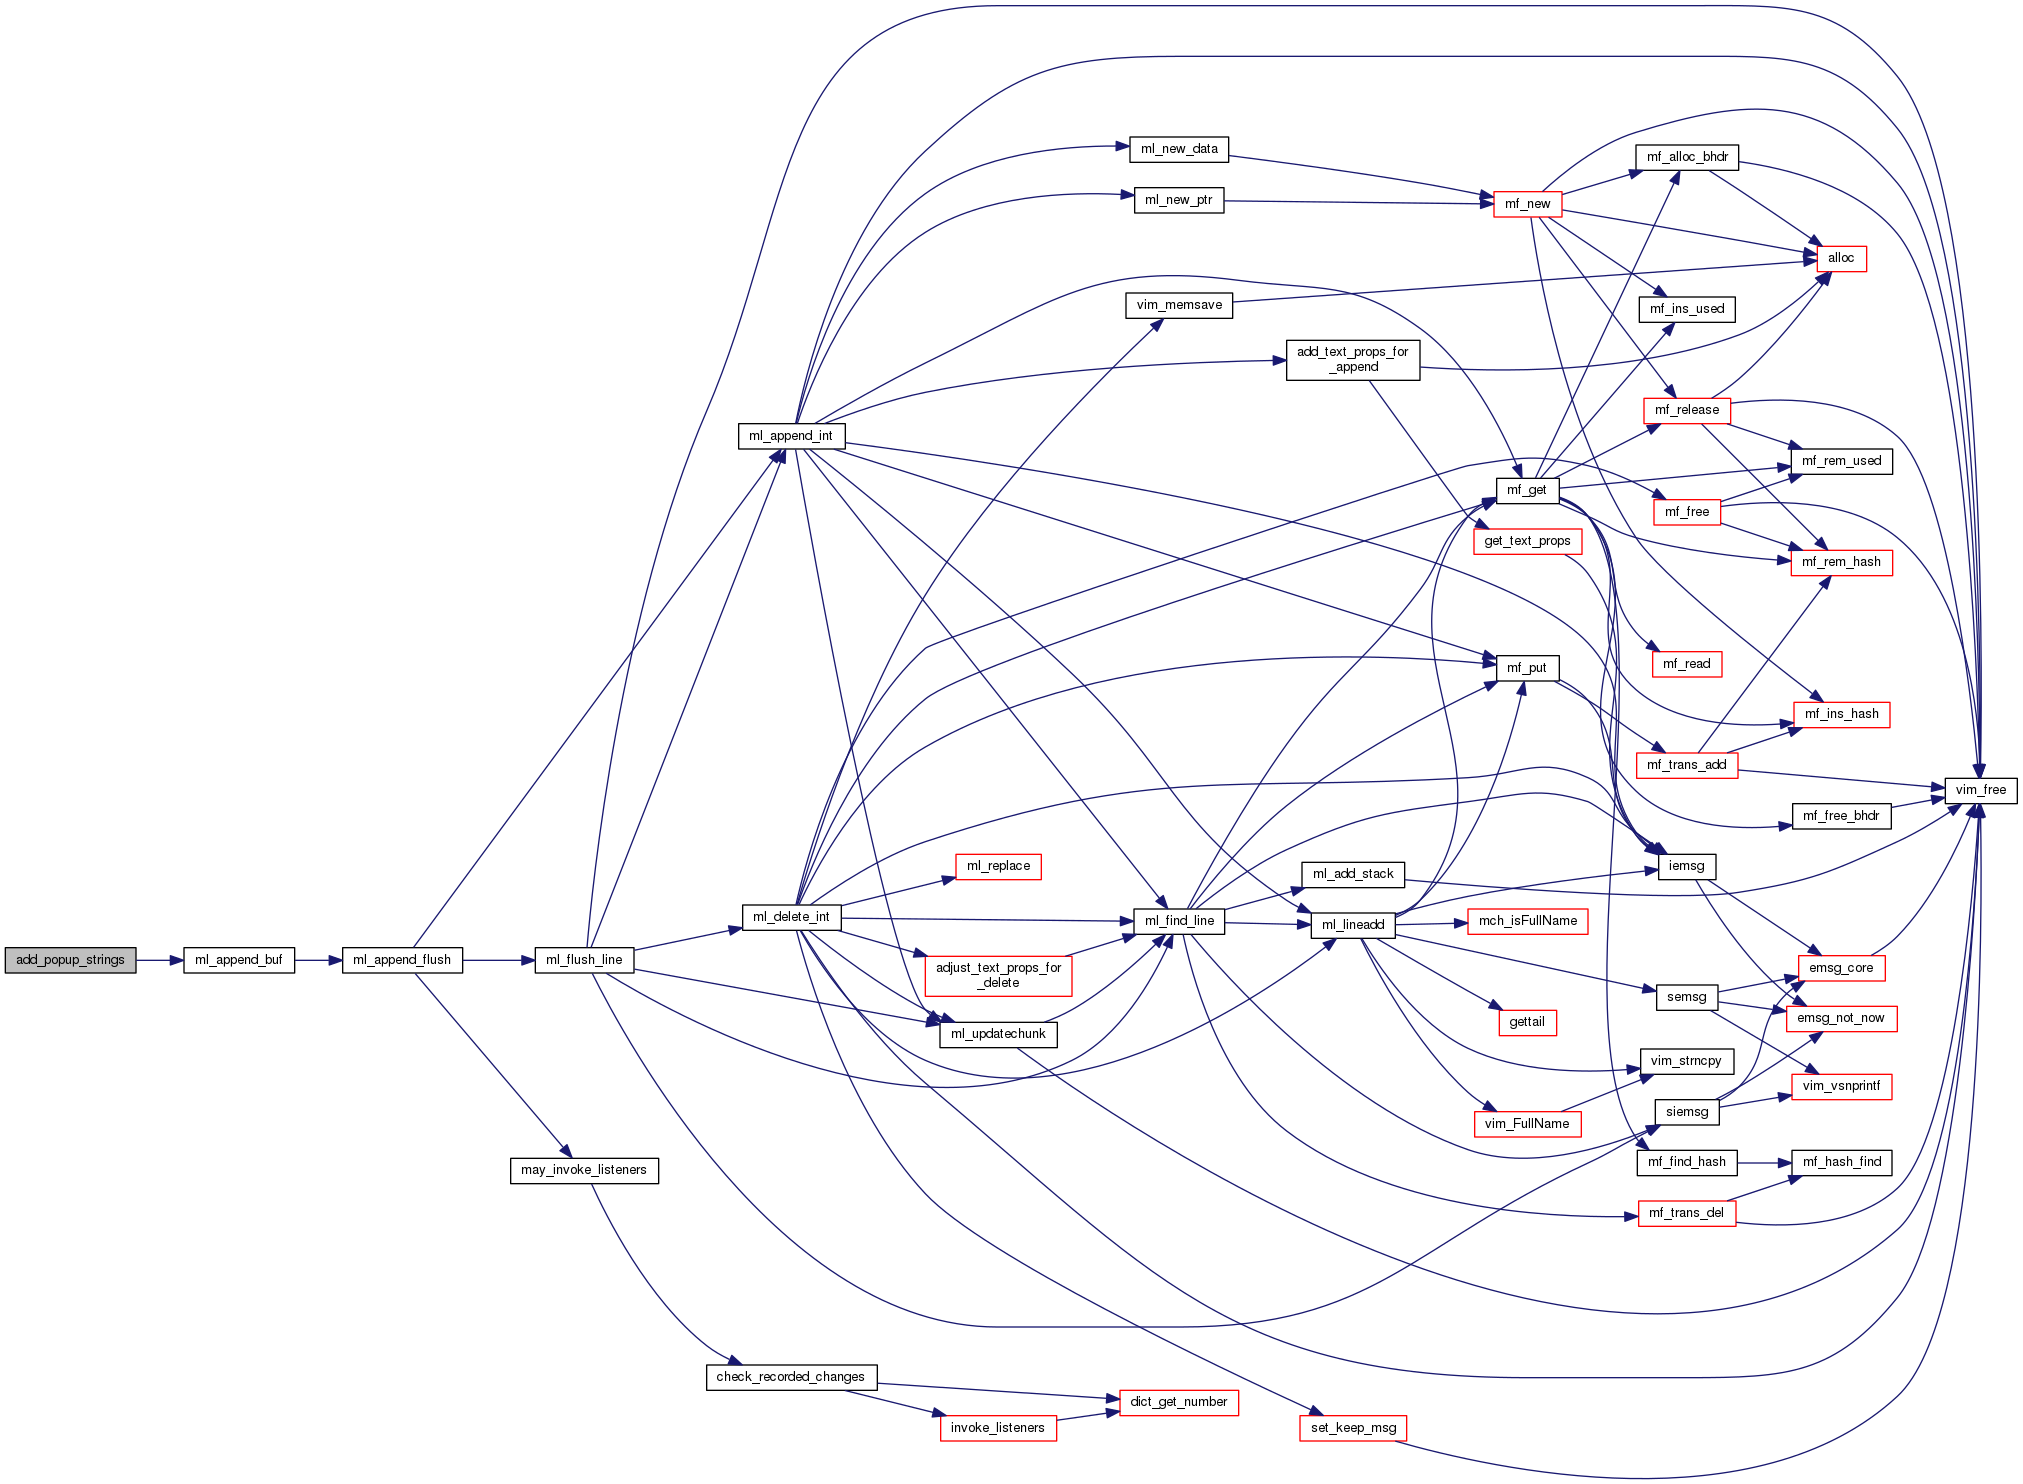 add_popup_strings
ml_append_buf
ml_append_flush
ml_flush_line
may_invoke_listeners
ml_append_int
ml_delete_int
check_recorded_changes
ml_replace
adjust_text_props_for
_delete
ml_updatechunk
invoke_listeners
ml_new_data
ml_new_ptr
vim_memsave
ml_find_line
dict_get_number
add_text_props_for
_append
ml_add_stack
ml_lineadd
set_keep_msg
mf_new
mf_get
get_text_props
mf_put
mch_isFullName
gettail
vim_FullName
mf_alloc_bhdr
mf_ins_used
mf_release
mf_free
mf_read
mf_trans_add
iemsg
semsg
vim_strncpy
siemsg
mf_find_hash
mf_trans_del
alloc
mf_rem_used
mf_rem_hash
mf_ins_hash
mf_free_bhdr
emsg_core
emsg_not_now
vim_vsnprintf
mf_hash_find
vim_free